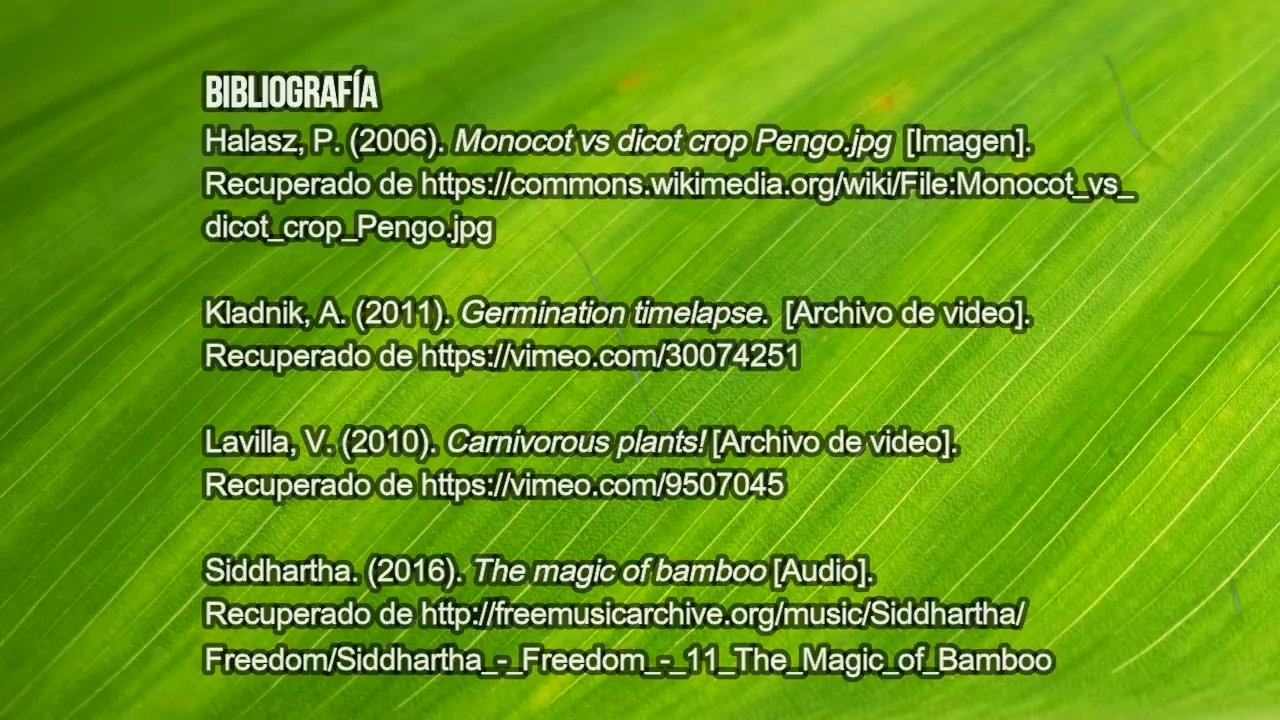 BIBLIOGRAFÍA
Halasz, P. (2006). Monocot vs dicot crop Pengo.jpg [Imagen].
Recuperado de https://commons.wikimedia.org/wiki/File:Monocot_vs_
dicot_crop_Pengo.jpg
Kladnik, A. (2011). Germination timelapse. [Archivo de video].
Recuperado de https://vimeo.com/30074251
Lavilla, V. (2010). Carnivorous plants! [Archivo de video].
Recuperado de https://vimeo.com/9507045
Siddhartha. (2016). The magic of bamboo [Audio].
Recuperado de http://freemusicarchive.org/music/Siddhartha/
Freedom/Siddhartha_-_Freedom_-_11_The_Magic_of_Bamboo